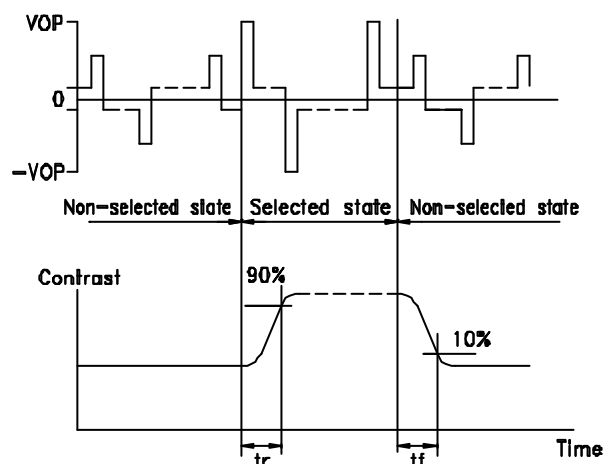 VOP
0
-VOP
Non-selected state Selected state Non-selected state
Contrast
90%
10%
Time
tr tf